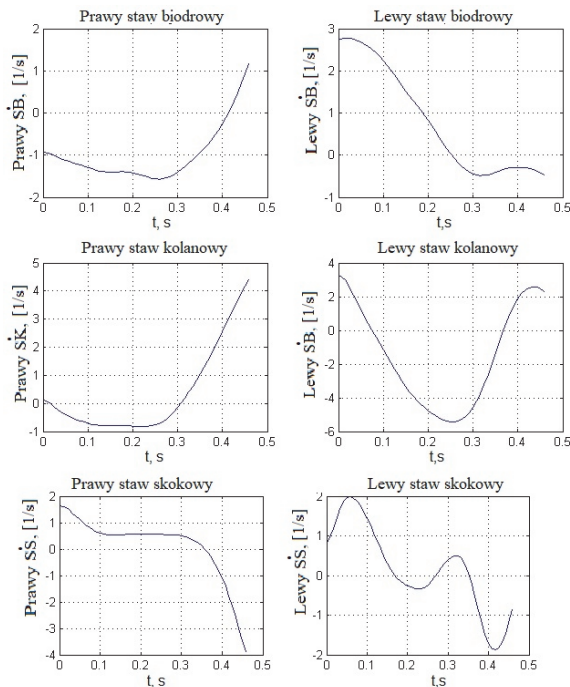 Prawy staw biodrowy
Prawy ṠB, [1/s]
2
1
0
-1
-2
0 0.1 0.2 0.3 0.4 0.5
t, s
Lewy staw biodrowy
Lewy ṠB, [1/s]
3
2
1
0
-1
0 0.1 0.2 0.3 0.4 0.5
t,s
Prawy staw kolanowy
Prawy ṠK, [1/s]
5
4
3
2
1
0
-1
0 0.1 0.2 0.3 0.4 0.5
t, s
Lewy staw kolanowy
Lewy ṠB, [1/s]
4
2
0
-2
-4
-6
0 0.1 0.2 0.3 0.4 0.5
t,s
Prawy staw skokowy
Prawy ṠS, [1/s]
2
1
0
-1
-2
-3
-4
0 0.1 0.2 0.3 0.4 0.5
t, s
Lewy staw skokowy
Lewy ṠS, [1/s]
2
1
0
-1
-2
0 0.1 0.2 0.3 0.4 0.5
t,s